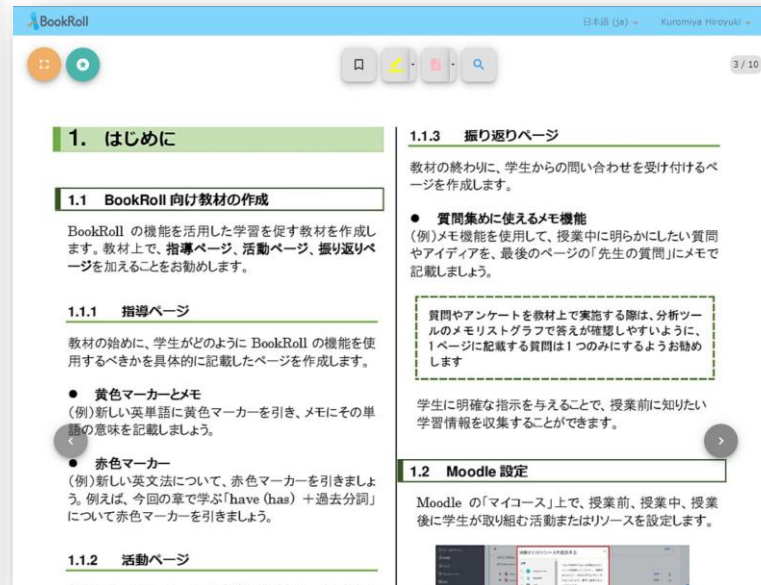 BookRoll
日本語 (ja)
Kuromiya Hiroyuki
3 / 10
1. はじめに
1.1 BookRoll 向け教材の作成
BookRoll の機能を活用した学習を促す教材を作成し
ます。教材上で、指導ページ、活動ページ、振り返りペ
ージを加えることをお勧めします。
1.1.1 指導ページ
教材の始めに、学生がどのように BookRoll の機能を使
用するべきかを具体的に記載したページを作成します。
● 黄色マーカーとメモ
(例)新しい英単語に黄色マーカーを引き、メモにその単
語の意味を記載しましょう。
● 赤色マーカー
(例)新しい英文法について、赤色マーカーを引きましょ
う。例えば、今回の章で学ぶ「have (has) +過去分詞」
について赤色マーカーを引きましょう。
1.1.2 活動ページ
1.1.3 振り返りページ
教材の終わりに、学生からの問い合わせを受け付けるペ
ージを作成します。
● 質問集めに使えるメモ機能
(例)メモ機能を使用して、授業中に明らかにしたい質問
やアイディアを、最後のページの「先生の質問」にメモで
記載しましょう。
質問やアンケートを教材上で実施する際は、分析ツー
ルのメモリストグラフで答えが確認しやすいように、
1ページに記載する質問は1つのみにするようお勧め
します
学生に明確な指示を与えることで、授業前に知りたい
学習情報を収集することができます。
1.2 Moodle 設定
Moodle の「マイコース」上で、授業前、授業中、授業
後に学生が取り組む活動またはリソースを設定します。